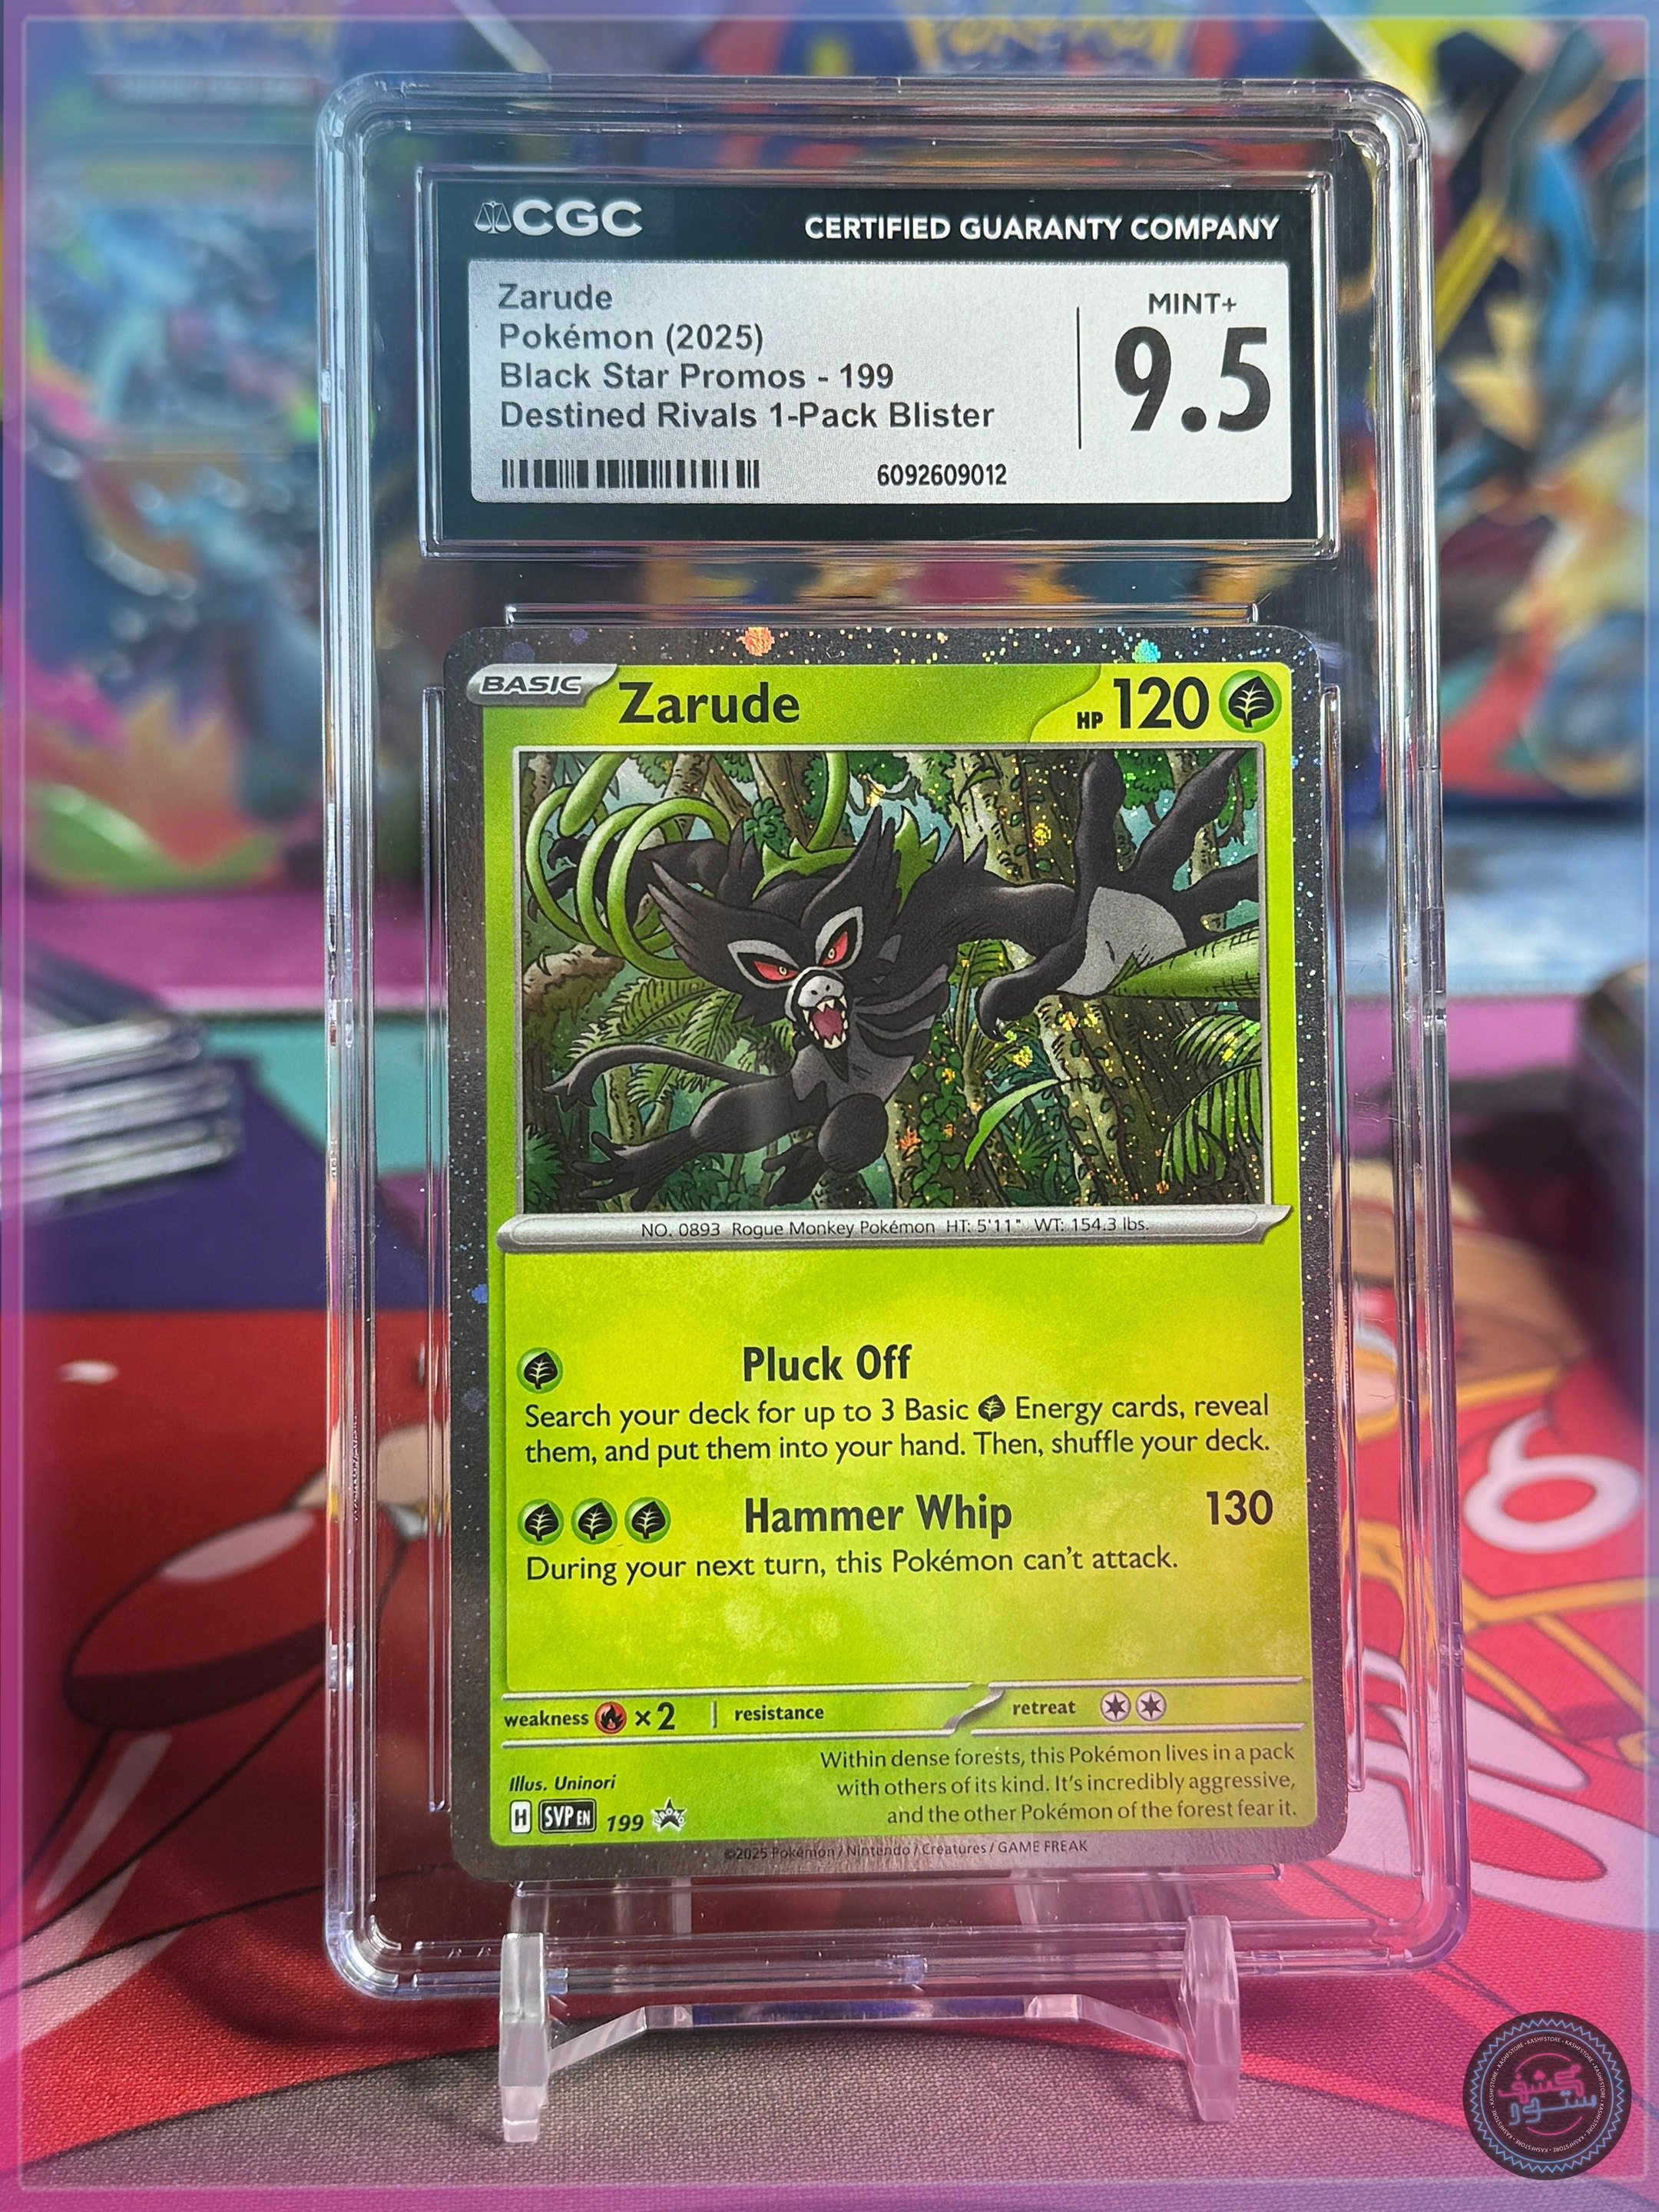 CGC
CERTIFIED GUARANTY COMPANY
Zarude
Pokémon (2025)
Black Star Promos - 199
Destined Rivals 1-Pack Blister
MINT+
9.5
6092609012
BASIC
Zarude
HP 120
NO. 0893 Rogue Monkey Pokémon HT: 5'11" WT: 154.3 lbs.
Pluck Off
Search your deck for up to 3 Basic Energy cards, reveal
them, and put them into your hand. Then, shuffle your deck.
Hammer Whip 130
During your next turn, this Pokémon can't attack.
weakness ×2 resistance retreat
Within dense forests, this Pokémon lives in a pack
with others of its kind. It's incredibly aggressive,
and the other Pokémon of the forest fear it.
Illus. Uninori
H SVP EN 199 PROMO
©2025 Pokémon / Nintendo / Creatures / GAME FREAK
كشف
ستور
KASHFSTORE